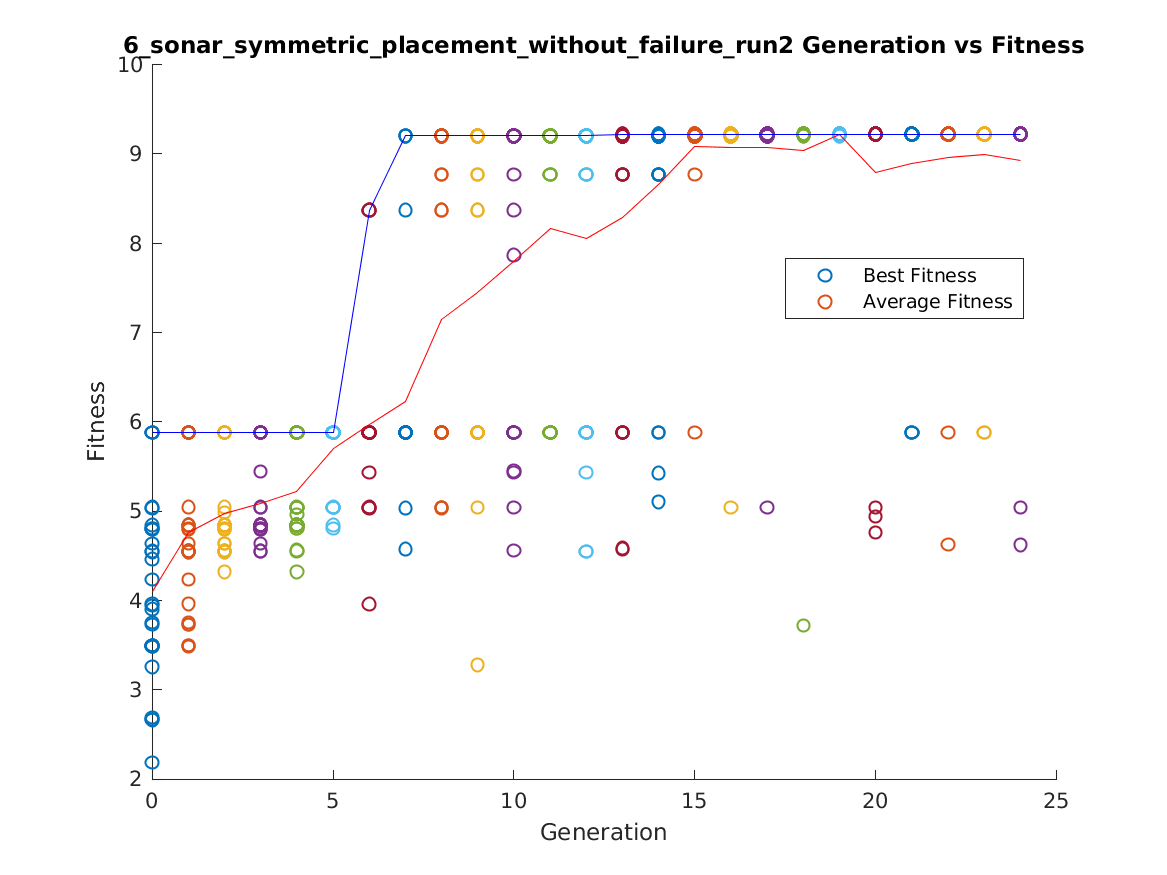 6_sonar_symmetric_placement_without_failure_run2 Generation vs Fitness
10
9
8
7
6
5
4
3
2
Fitness
Best Fitness
Average Fitness
0 5 10 15 20 25
Generation